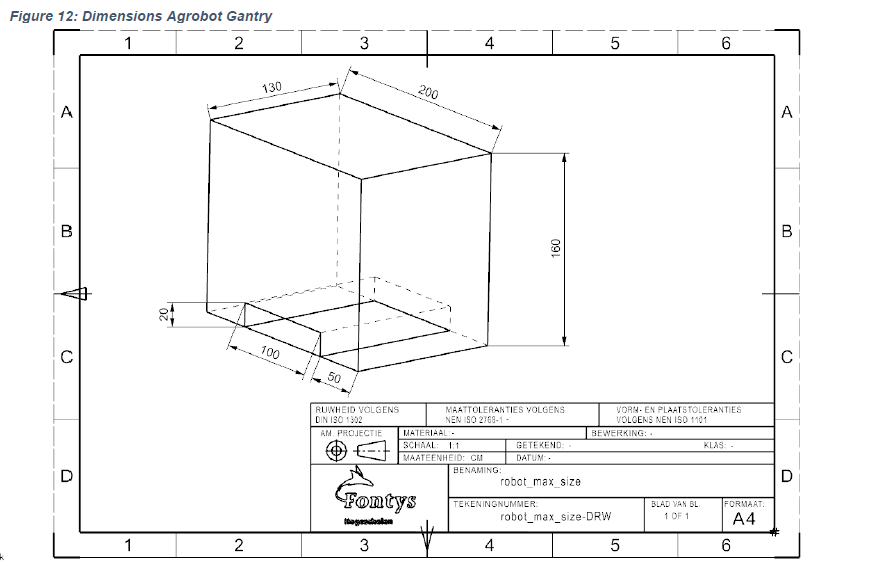 Figure 12: Dimensions Agrobot Gantry
1 2 3 4 5 6
A A
130 200
B B
160
20
C C
100
50
RUWHEID VOLGENS
DIN ISO 1302
MAATTOLERANTIES VOLGENS
NEN ISO 2768-1 -
VORM- EN PLAATSTOLERANTIES
VOLGENS NEN ISO 1101
AM. PROJECTIE
MATERIAAL: -
BEWERKING: -
SCHAAL: 1:1
GETEKEND: -
KLAS: -
MAATEENHEID: CM
DATUM: -
BENAMING:
robot_max_size
D D
Fontys
Hogescholen
TEKENINGNUMMER:
robot_max_size-DRW
BLAD VAN BL.
1 OF 1
FORMAAT:
A4
1 2 3 4 5 6